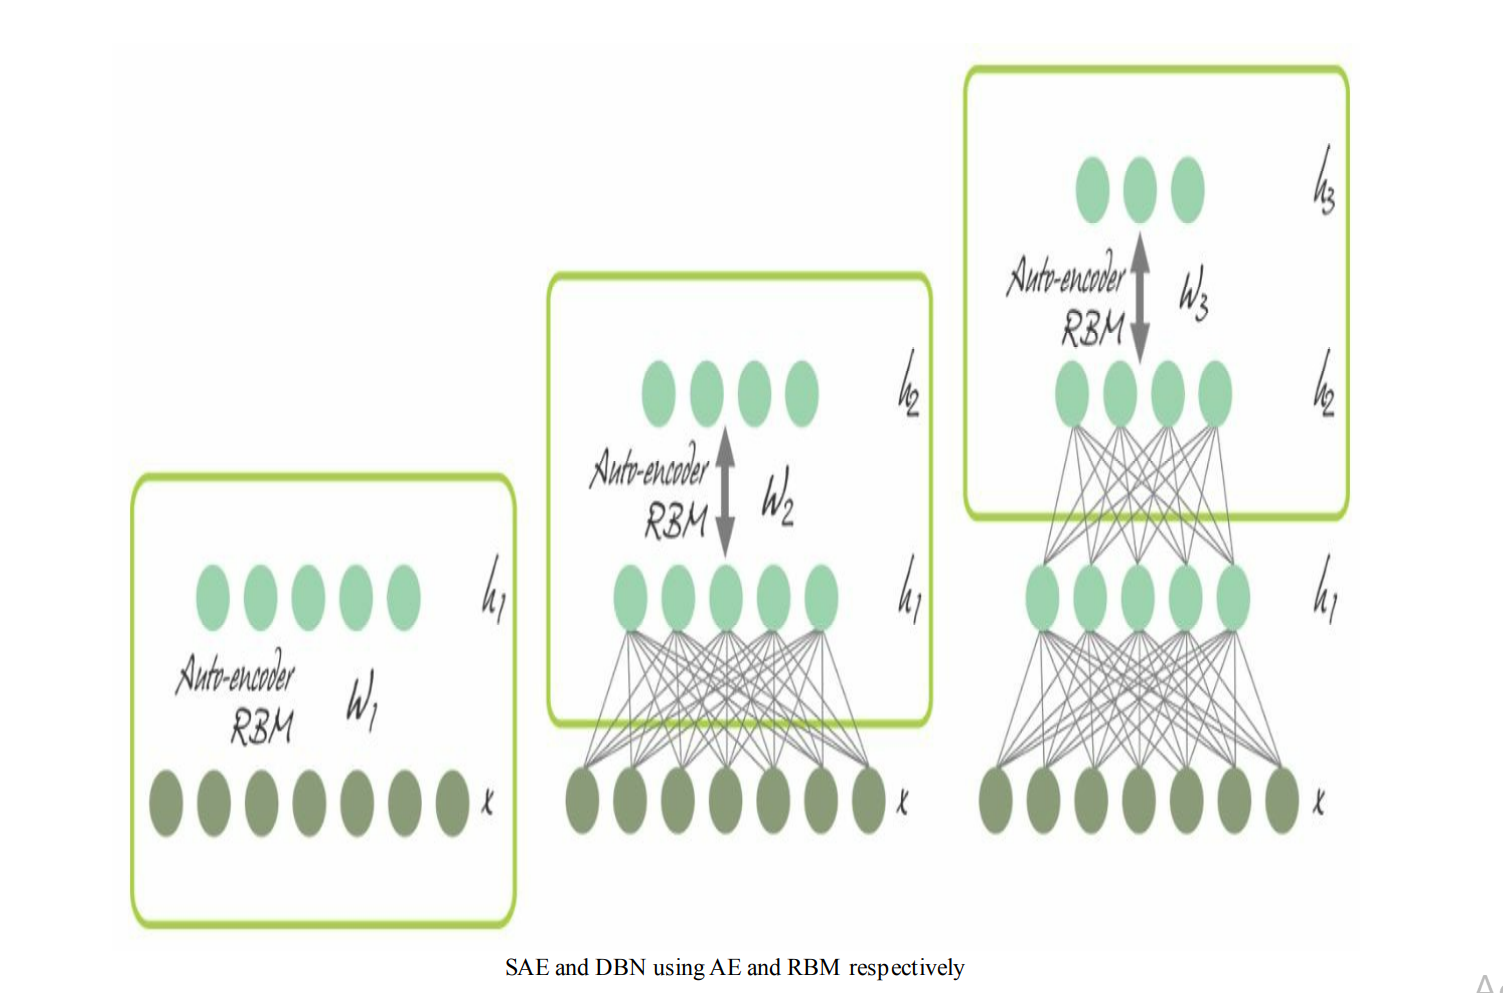 h1
Auto-encoder
RBM
W1
x
h2
Auto-encoder
RBM
W2
h1
x
h3
Auto-encoder
RBM
W3
h2
h1
x
SAE and DBN using AE and RBM respectively